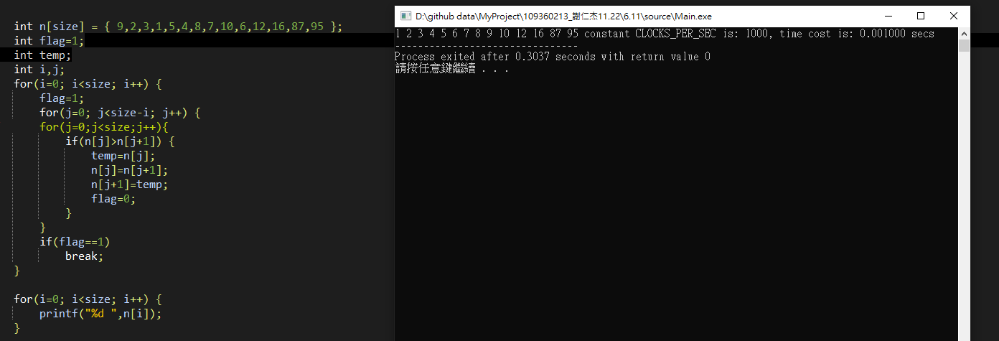 int n[size] = { 9,2,3,1,5,4,8,7,10,6,12,16,87,95 };
int flag=1;
int temp;
int i,j;
for(i=0; i<size; i++) {
flag=1;
for(j=0; j<size-i; j++) {
for(j=0;j<size;j++){
if(n[j]>n[j+1]) {
temp=n[j];
n[j]=n[j+1];
n[j+1]=temp;
flag=0;
}
}
if(flag==1)
break;
}
for(i=0; i<size; i++) {
printf("%d ",n[i]);
}
D:\github data\MyProject\109360213_謝仁杰11.22\6.11\source\Main.exe
1 2 3 4 5 6 7 8 9 10 12 16 87 95 constant CLOCKS_PER_SEC is: 1000, time cost is: 0.001000 secs
--------------------------------
Process exited after 0.3037 seconds with return value 0
請按任意鍵繼續 . . .